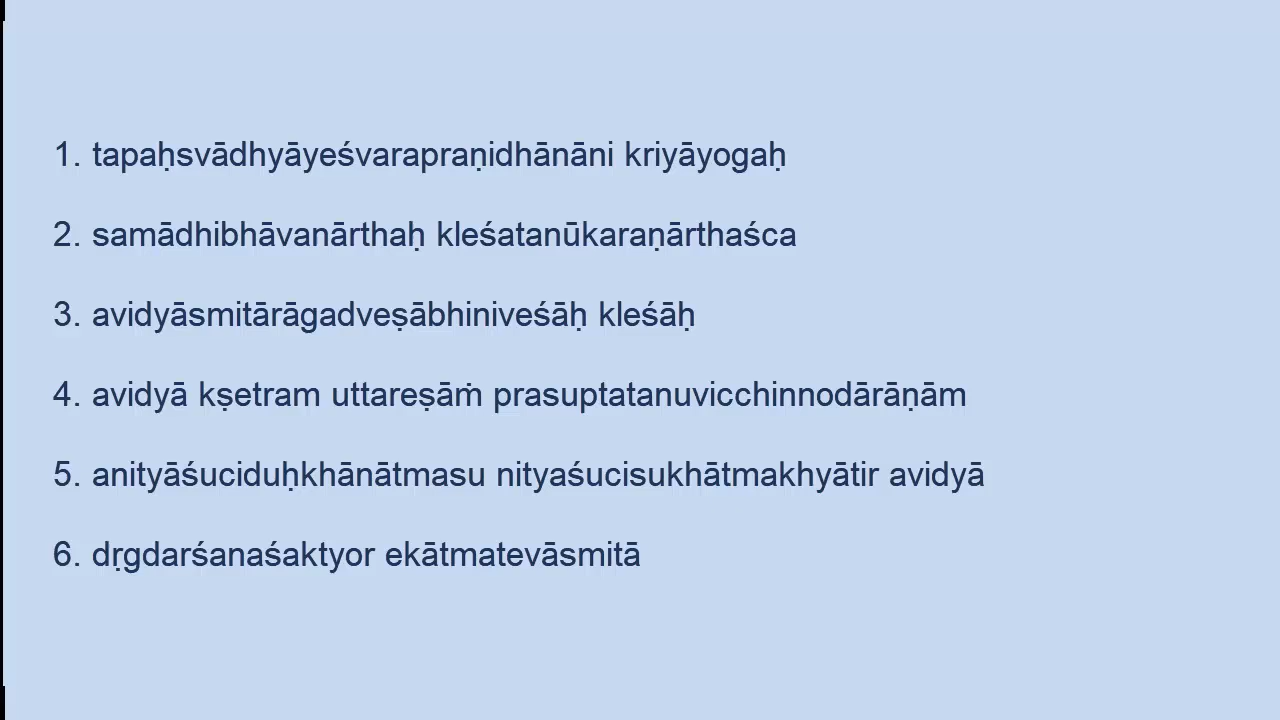 1. tapaḥsvādhyāyeśvarapraṇidhānāni kriyāyogaḥ
2. samādhibhāvanārthaḥ kleśatanūkaraṇārthaśca
3. avidyāsmitārāgadveṣābhiniveśāḥ kleśāḥ
4. avidyā kṣetram uttareṣāṁ prasuptatanuvicchinnodārāṇām
5. anityāśuciduḥkhānātmasu nityaśucisukhātmakhyātir avidyā
6. dṛgdarśanaśaktyor ekātmatevāsmitā